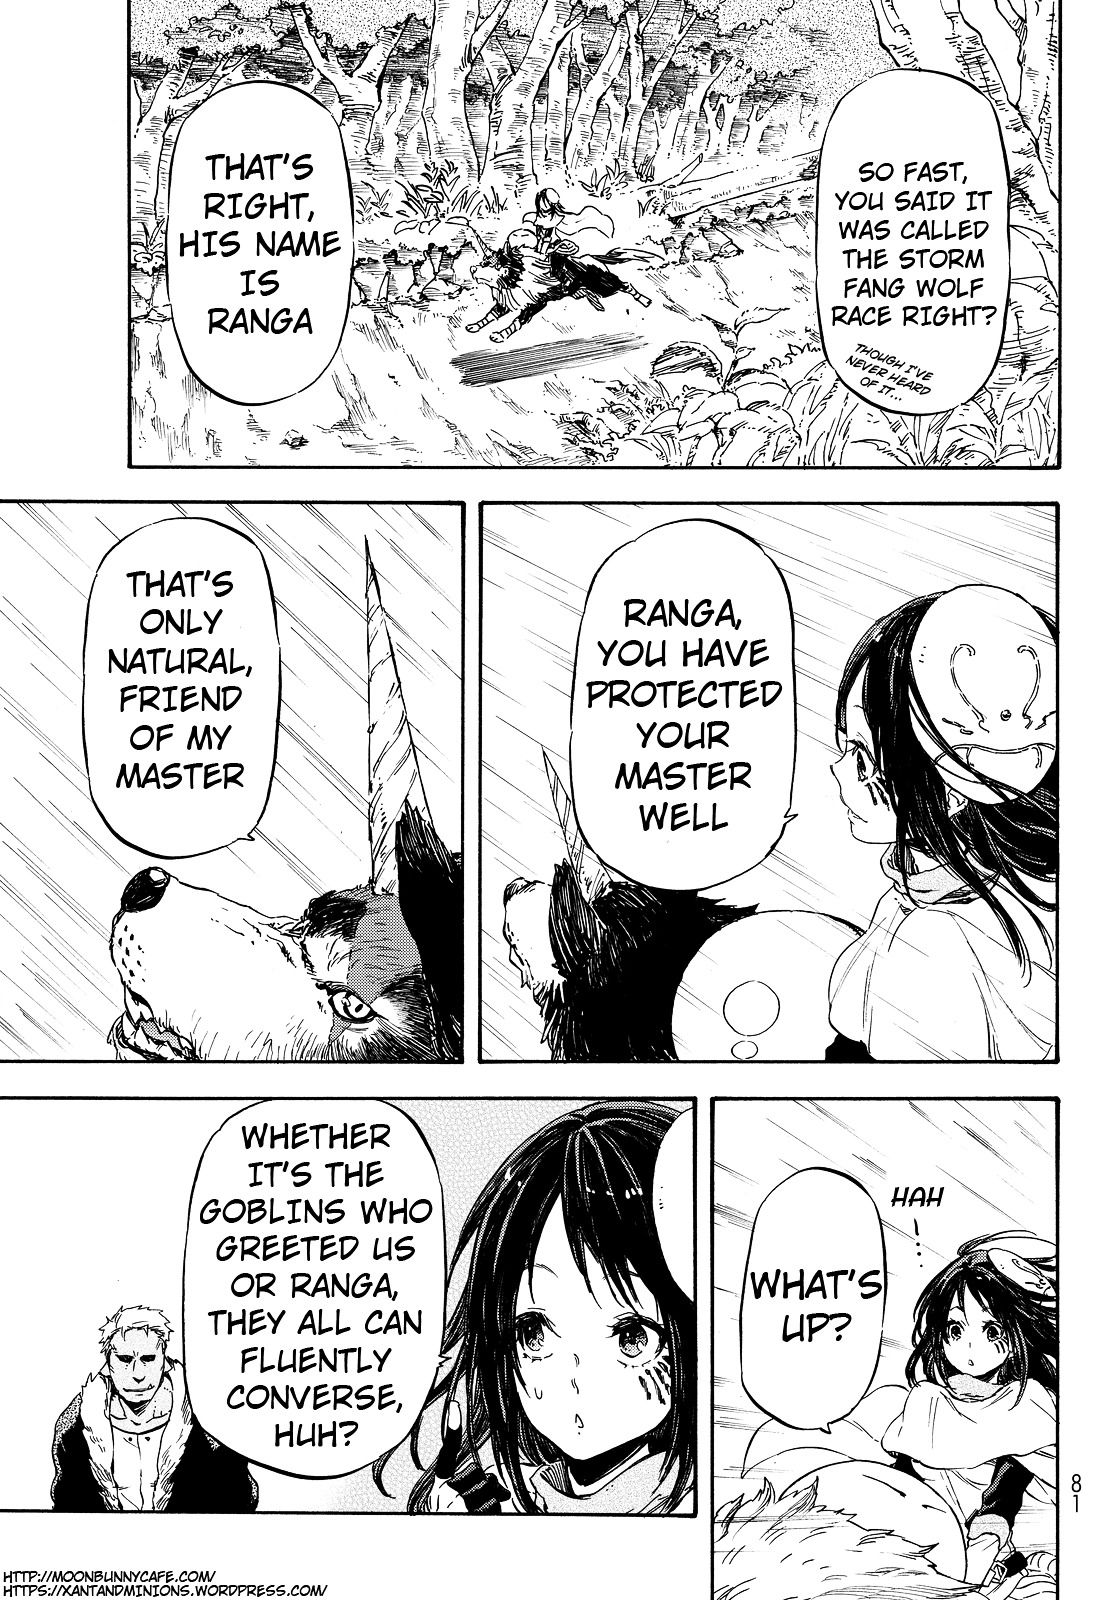 SO FAST,
YOU SAID IT
WAS CALLED
THE STORM
FANG WOLF
RACE RIGHT?
THOUGH I'VE
NEVER HEARD
OF IT...
THAT'S
RIGHT,
HIS NAME
IS
RANGA
RANGA,
YOU HAVE
PROTECTED
YOUR
MASTER
WELL
THAT'S
ONLY
NATURAL,
FRIEND
OF MY
MASTER
HAH
......
WHAT'S
UP?
WHETHER
IT'S THE
GOBLINS WHO
GREETED US
OR RANGA,
THEY ALL CAN
FLUENTLY
CONVERSE,
HUH?
81
HTTP://MOONBUNNYCAFE.COM/
HTTPS://XANTANDMINIONS.WORDPRESS.COM/